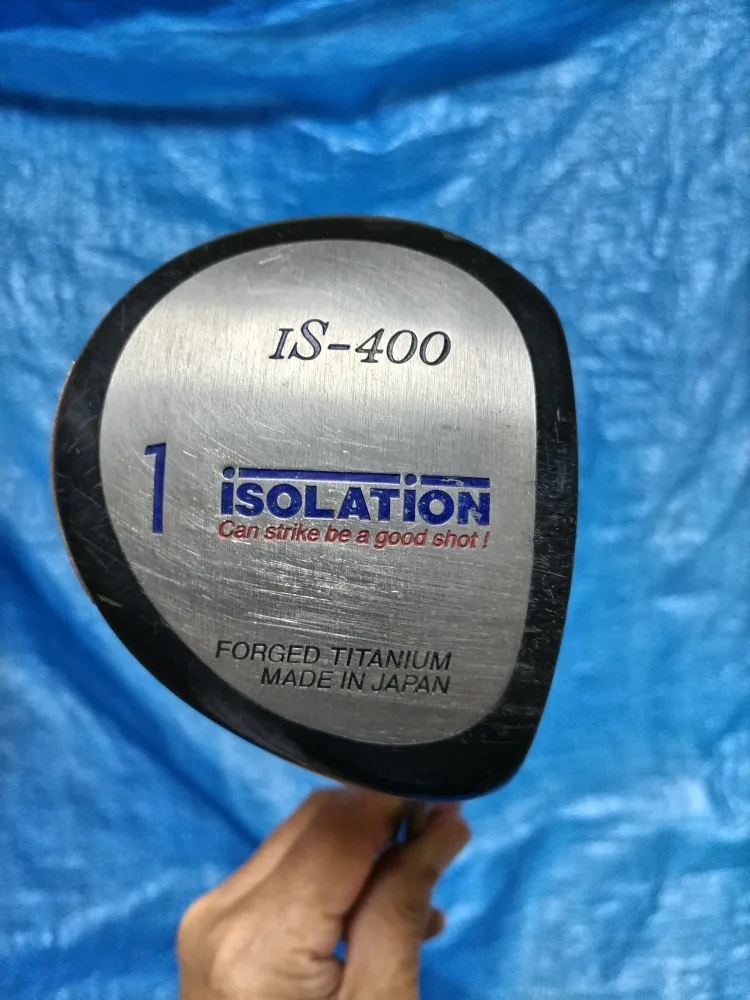 IS-400
1
iSOLATiON
Can strike be a good shot!
FORGED TITANIUM
MADE IN JAPAN